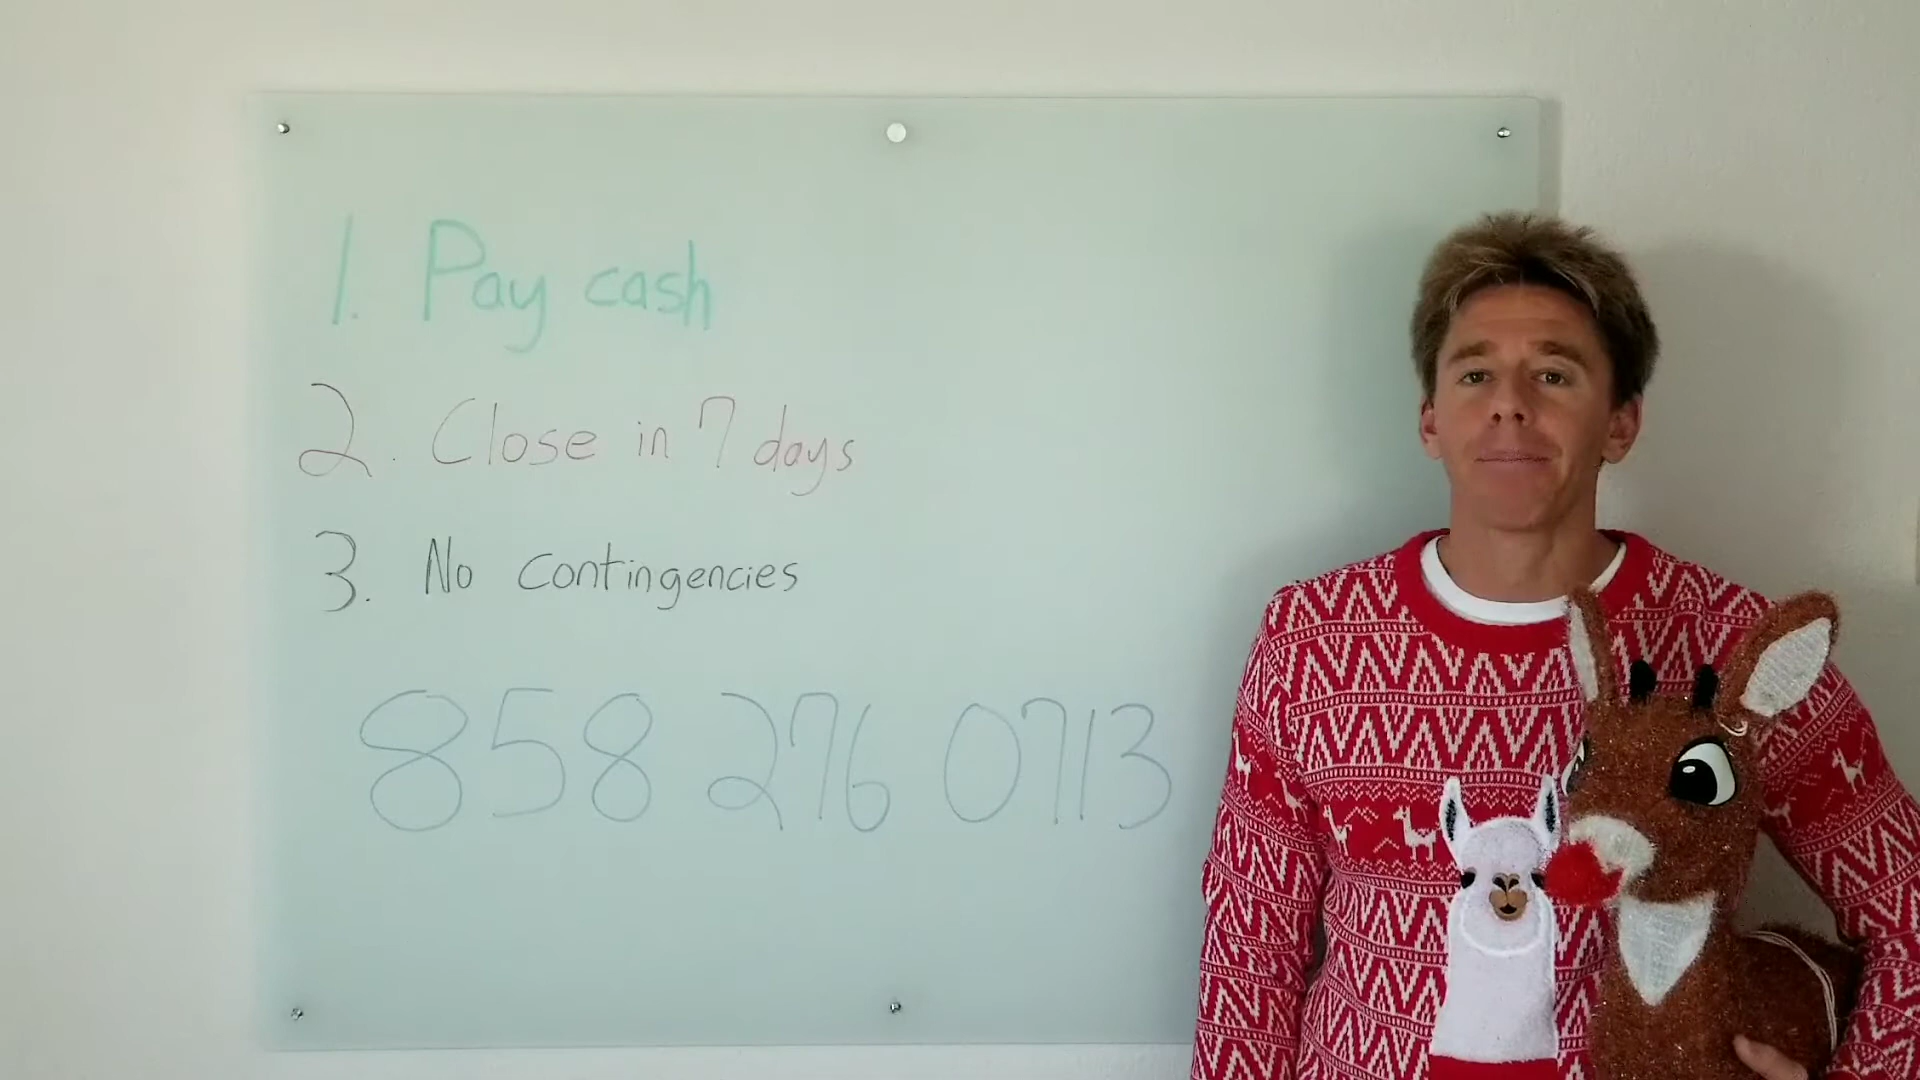 1. Pay cash
2. Close in 7 days
3. No contingencies
858 276 0713